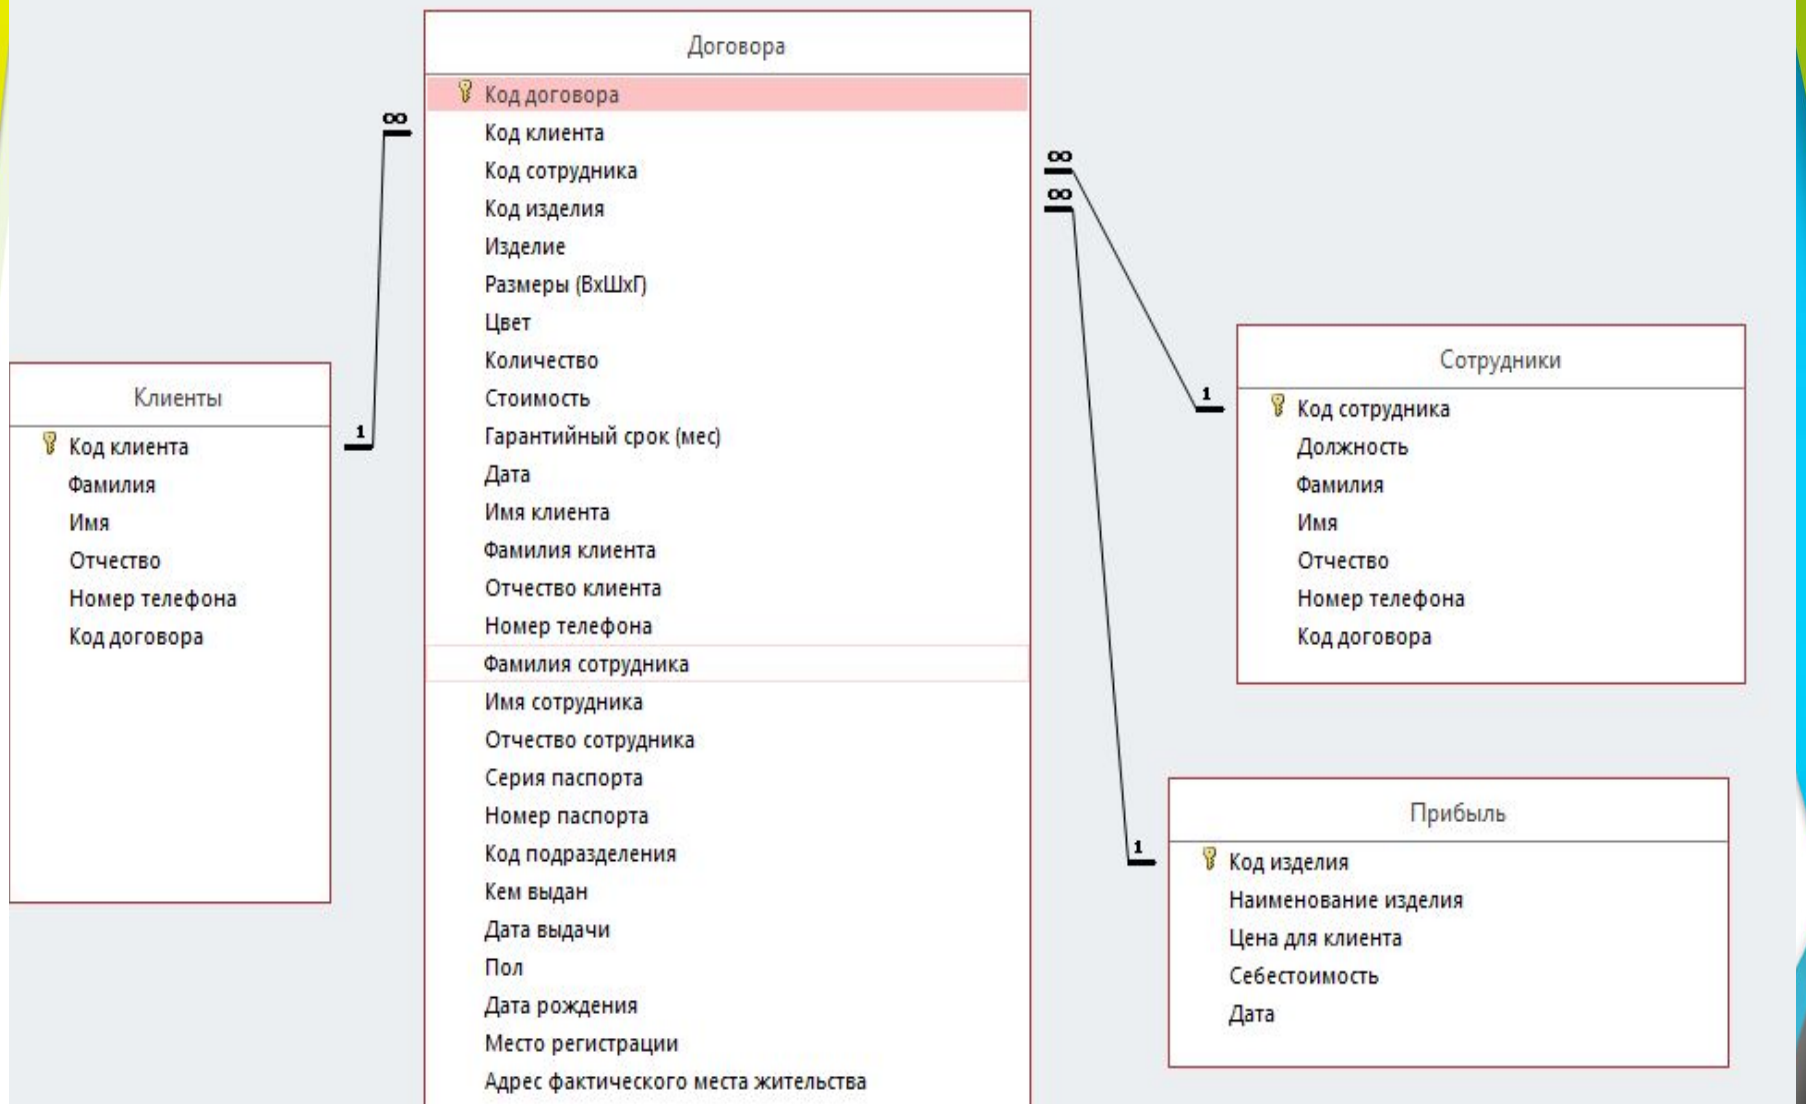 Договора
Код договора
Код клиента
Код сотрудника
Код изделия
Изделие
Размеры (ВхШхГ)
Цвет
Количество
Стоимость
Гарантийный срок (мес)
Дата
Имя клиента
Фамилия клиента
Отчество клиента
Номер телефона
Фамилия сотрудника
Имя сотрудника
Отчество сотрудника
Серия паспорта
Номер паспорта
Код подразделения
Кем выдан
Дата выдачи
Пол
Дата рождения
Место регистрации
Адрес фактического места жительства
∞
1
Клиенты
Код клиента
Фамилия
Имя
Отчество
Номер телефона
Код договора
∞
∞
1
Сотрудники
Код сотрудника
Должность
Фамилия
Имя
Отчество
Номер телефона
Код договора
1
Прибыль
Код изделия
Наименование изделия
Цена для клиента
Себестоимость
Дата